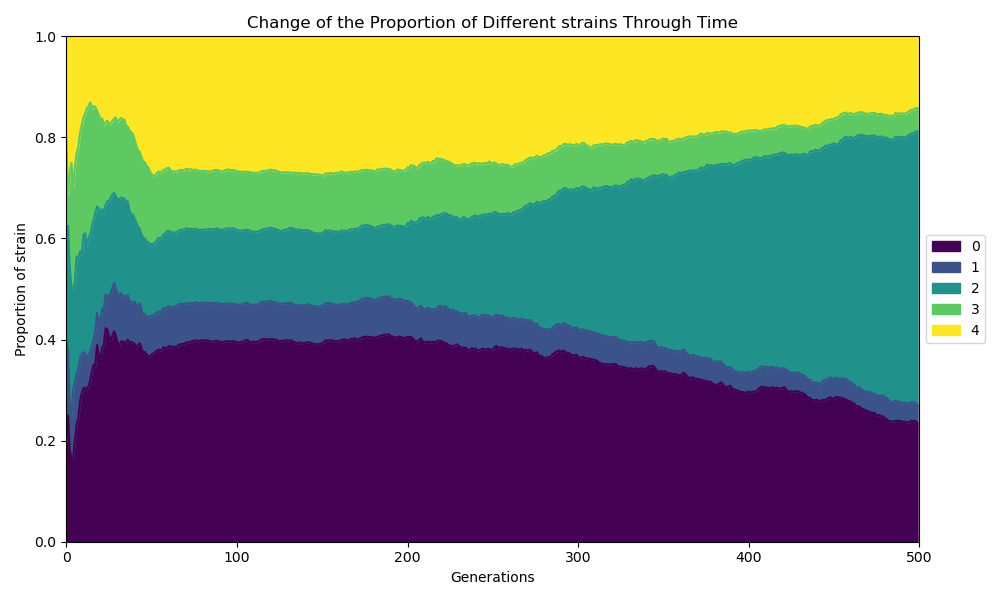 Change of the Proportion of Different strains Through Time
1.0
0.8
0.6
0.4
0.2
0.0
Proportion of strain
0 100 200 300 400 500
Generations
0
1
2
3
4